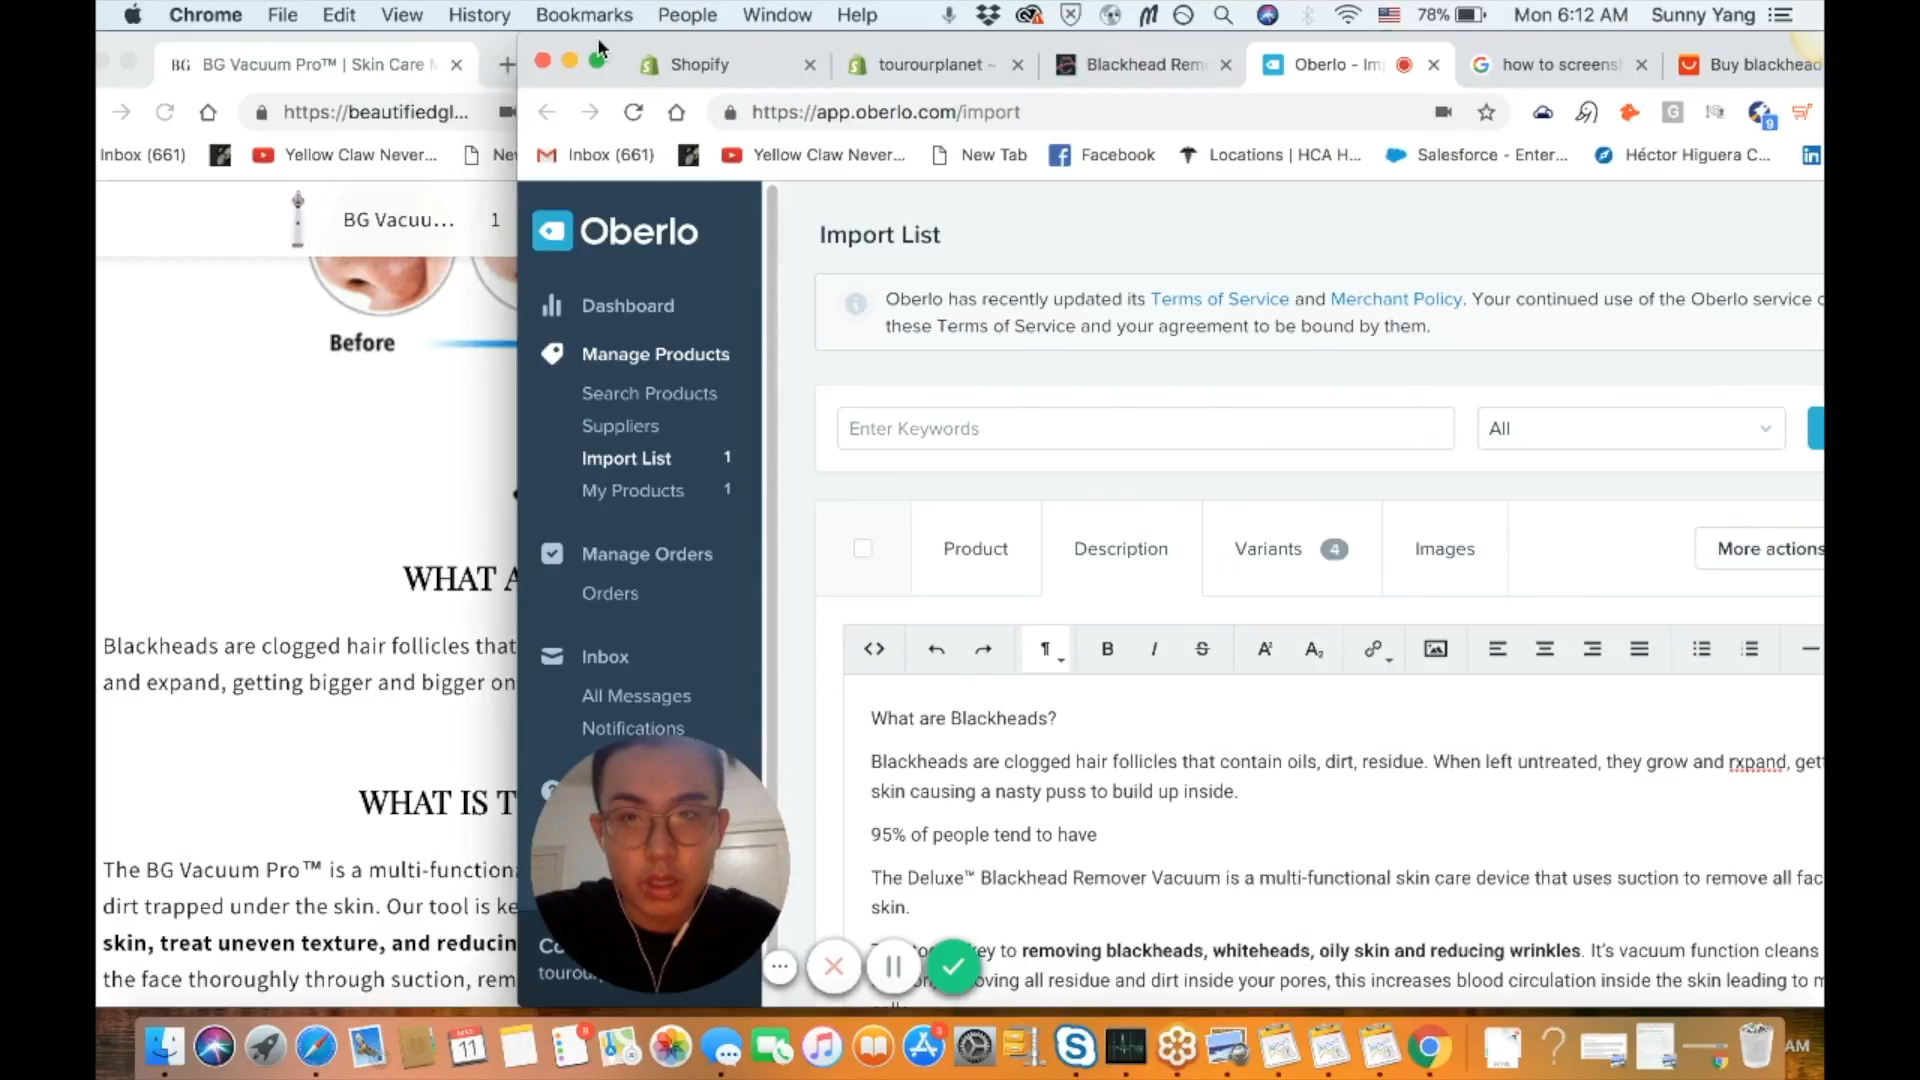 Chrome File Edit View History Bookmarks People Window Help 78% Mon 6:12 AM Sunny Yang
BG BG Vacuum Pro™ | Skin Care
Shopify
tourourplanet ~
Blackhead Rem
Oberlo - Im
how to screens
Buy blackhead
https://beautifiedgl...
https://app.oberlo.com/import
G
9
Inbox (661)
Yellow Claw Never...
Inbox (661)
Yellow Claw Never...
New Tab
Facebook
Locations | HCA H...
Salesforce - Enter...
Héctor Higuera C...
in
BG Vacuu... 1
Before
WHAT A
Blackheads are clogged hair follicles that
and expand, getting bigger and bigger on
WHAT IS T
The BG Vacuum Pro™ is a multi-functiona
dirt trapped under the skin. Our tool is ke
skin, treat uneven texture, and reducin
the face thoroughly through suction, rem
Oberlo
Dashboard
Manage Products
Search Products
Suppliers
Import List 1
My Products 1
Manage Orders
Orders
Inbox
All Messages
Notifications
Import List
Oberlo has recently updated its Terms of Service and Merchant Policy. Your continued use of the Oberlo service
these Terms of Service and your agreement to be bound by them.
Enter Keywords
All
Product
Description
Variants 4
Images
More actions
B I S A² A₂
What are Blackheads?
Blackheads are clogged hair follicles that contain oils, dirt, residue. When left untreated, they grow and rxpand, get
skin causing a nasty puss to build up inside.
95% of people tend to have
The Deluxe™ Blackhead Remover Vacuum is a multi-functional skin care device that uses suction to remove all fac
skin.
key to removing blackheads, whiteheads, oily skin and reducing wrinkles. It's vacuum function cleans
oving all residue and dirt inside your pores, this increases blood circulation inside the skin leading to m
11
AM